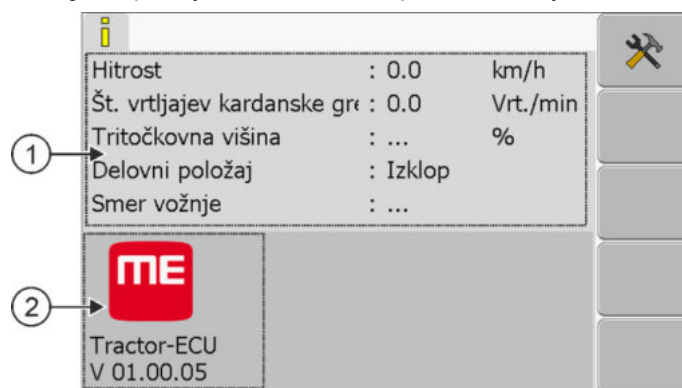 Hitrost : 0.0 km/h
Št. vrtljajev kardanske gre : 0.0 Vrt./min
Tritočkovna višina : ... %
Delovni položaj : Izklop
Smer vožnje : ...
1
ME
2
Tractor-ECU
V 01.00.05